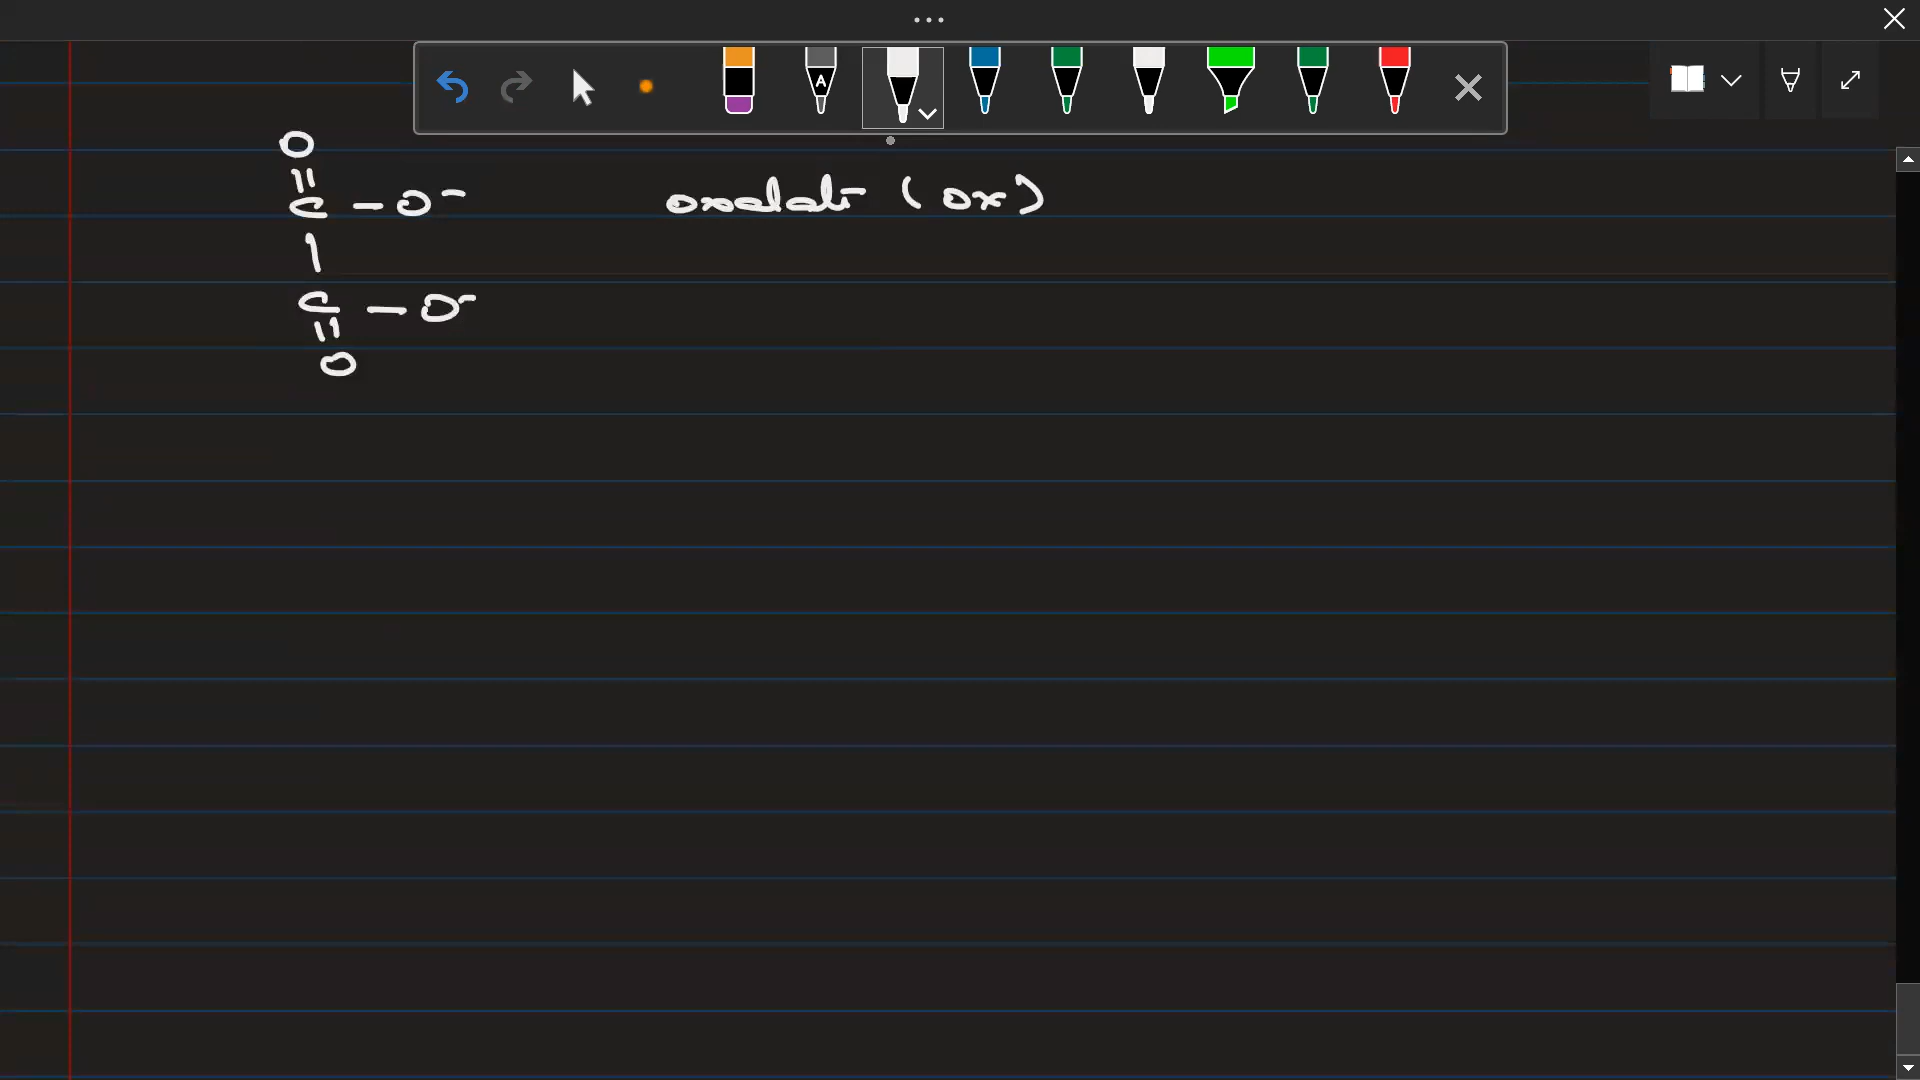 O
||
C - O⁻ oxalate (ox)
|
C - O⁻
||
O